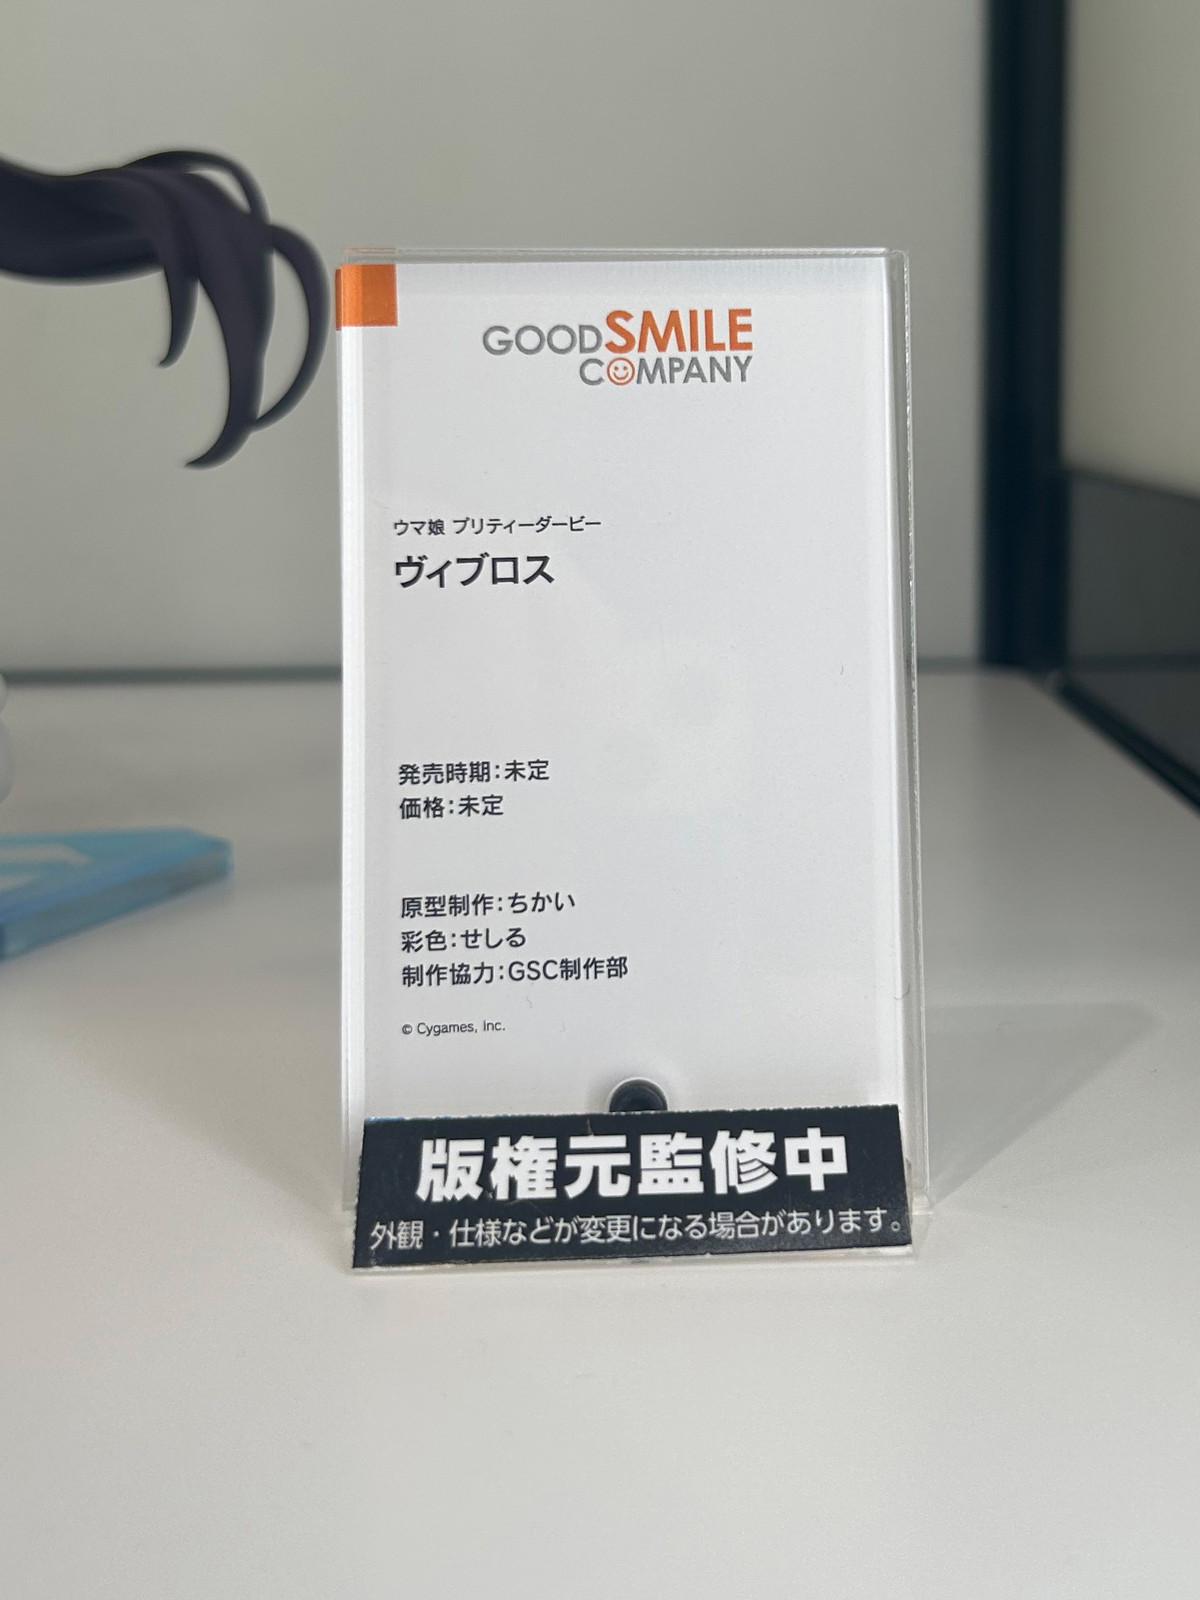 GOODSMILE
COMPANY
ウマ娘 プリティーダービー
ヴィブロス
発売時期：未定
価格：未定
原型制作：ちかい
彩色：せしる
制作協力：GSC制作部
© Cygames, Inc.
版権元監修中
外観・仕様などが変更になる場合があります。